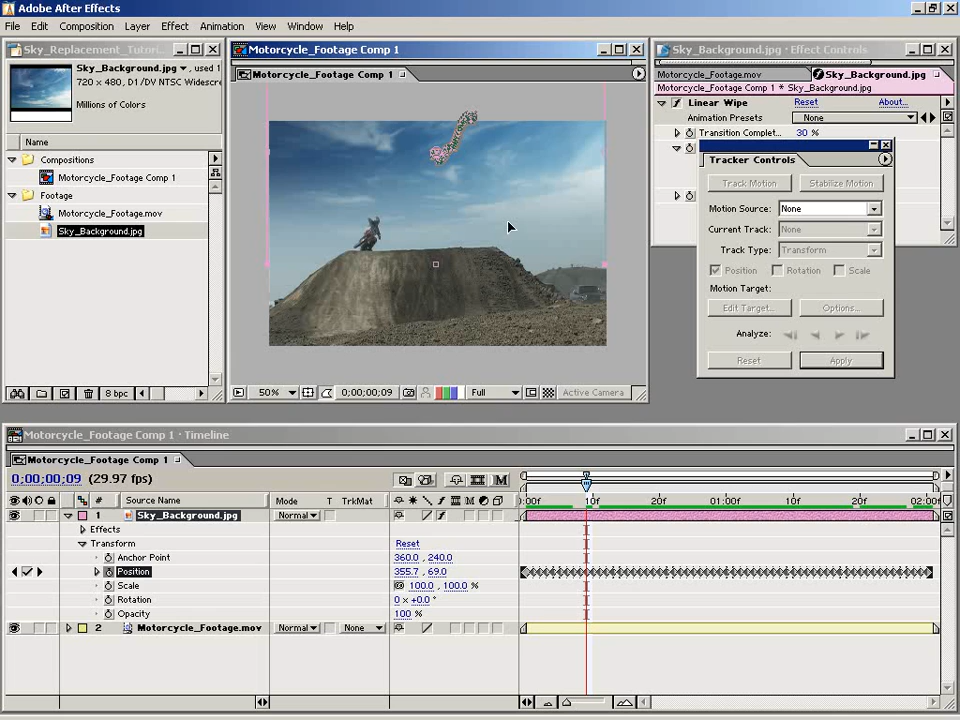 Adobe After Effects
File Edit Composition Layer Effect Animation View Window Help
Sky_Replacement_Tutori...
Sky_Background.jpg , used 1
720 x 480, D1/DV NTSC Widescre
Millions of Colors
Name
Compositions
Motorcycle_Footage Comp 1
Footage
Motorcycle_Footage.mov
Sky_Background.jpg
8 bpc
Motorcycle_Footage Comp 1
Motorcycle_Footage Comp 1
50% 0;00;00;09 Full Active Camera
Sky_Background.jpg · Effect Controls
Motorcycle_Footage.mov Sky_Background.jpg
Motorcycle_Footage Comp 1 * Sky_Background.jpg
Linear Wipe Reset About...
Animation Presets None
Transition Complet... 30 %
Tracker Controls
Track Motion Stabilize Motion
Motion Source: None
Current Track: None
Track Type: Transform
Position Rotation Scale
Motion Target:
Edit Target... Options...
Analyze:
Reset Apply
Motorcycle_Footage Comp 1 · Timeline
Motorcycle_Footage Comp 1
0;00;00;09 (29.97 fps)
# Source Name Mode T TrkMat
):00f 10f 20f 01:00f 10f 20f 02:00f
1 Sky_Background.jpg Normal
Effects
Transform Reset
Anchor Point 360.0 , 240.0
Position 355.7 , 69.0
Scale 100.0 , 100.0 %
Rotation 0 x +0.0 °
Opacity 100 %
2 Motorcycle_Footage.mov Normal None